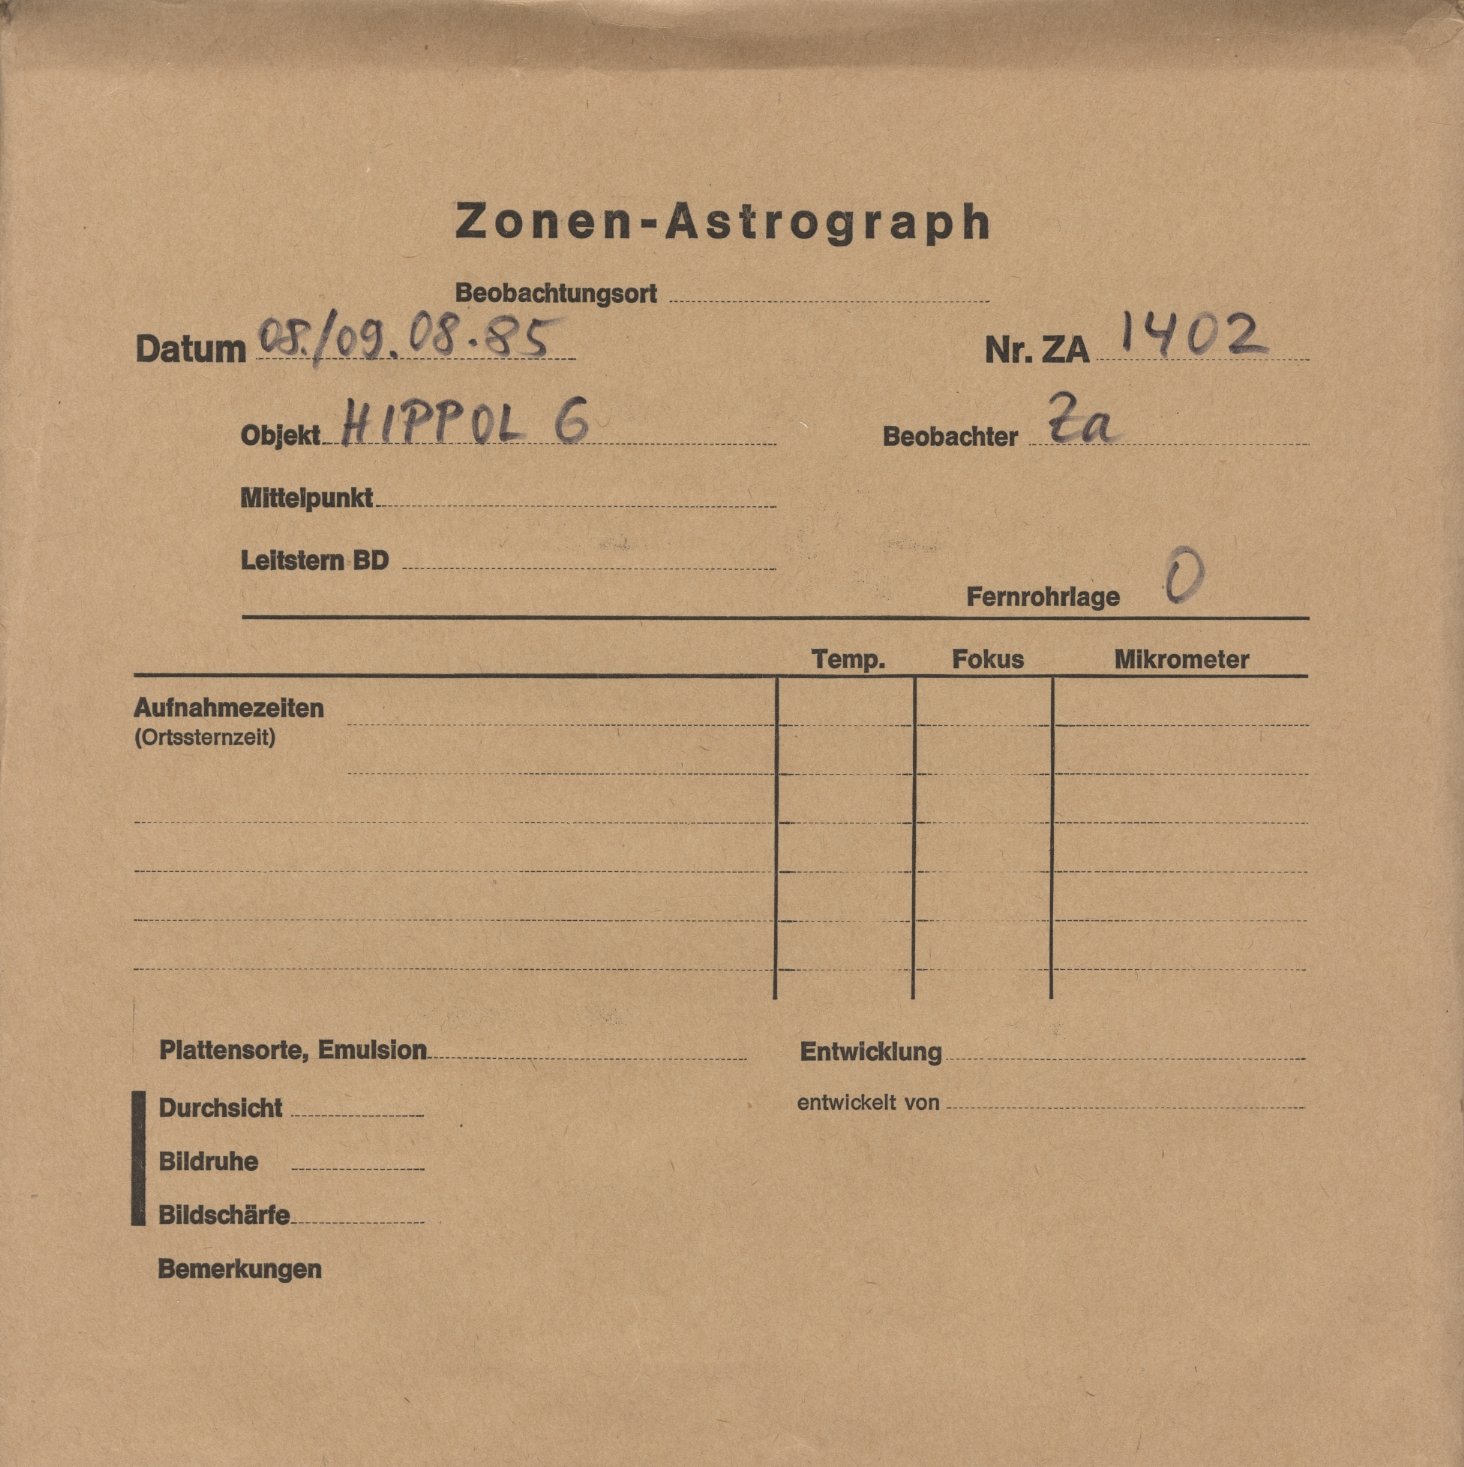 Zonen-Astrograph
Beobachtungsort
Datum 08./09.08.85 Nr. ZA 1402
Objekt HIPPOL 6 Beobachter Za
Mittelpunkt
Leitstern BD
Fernrohrlage O
Temp. Fokus Mikrometer
Aufnahmezeiten
(Ortssternzeit)
Plattensorte, Emulsion Entwicklung
Durchsicht entwickelt von
Bildruhe
Bildschärfe
Bemerkungen